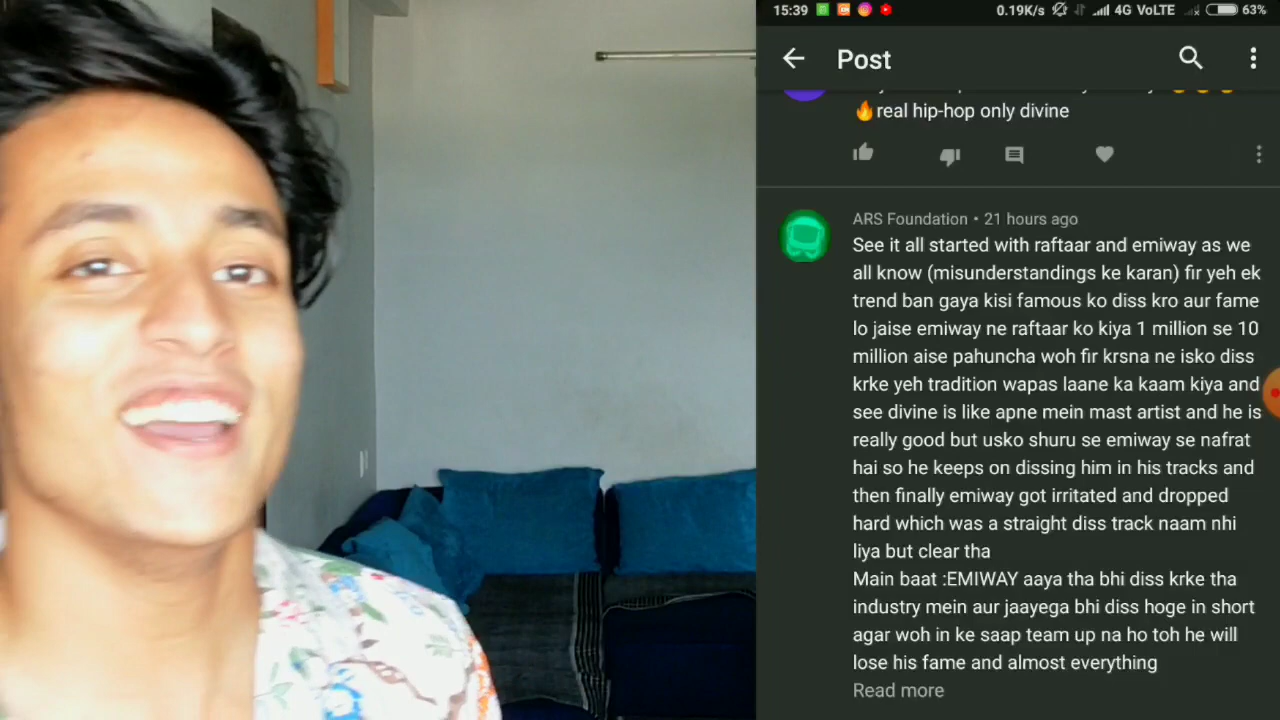 15:39
0.19K/s
4G VoLTE
63%
Post
🔥real hip-hop only divine
ARS Foundation • 21 hours ago
See it all started with raftaar and emiway as we
all know (misunderstandings ke karan) fir yeh ek
trend ban gaya kisi famous ko diss kro aur fame
lo jaise emiway ne raftaar ko kiya 1 million se 10
million aise pahuncha woh fir krsna ne isko diss
krke yeh tradition wapas laane ka kaam kiya and
see divine is like apne mein mast artist and he is
really good but usko shuru se emiway se nafrat
hai so he keeps on dissing him in his tracks and
then finally emiway got irritated and dropped
hard which was a straight diss track naam nhi
liya but clear tha
Main baat :EMIWAY aaya tha bhi diss krke tha
industry mein aur jaayega bhi diss hoge in short
agar woh in ke saap team up na ho toh he will
lose his fame and almost everything
Read more